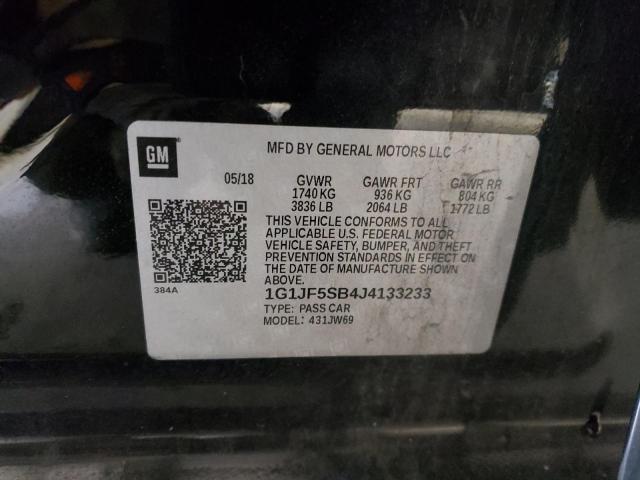 GM
MFD BY GENERAL MOTORS LLC
05/18 GVWR GAWR FRT GAWR RR
1740 KG 936 KG 804 KG
3836 LB 2064 LB 1772 LB
THIS VEHICLE CONFORMS TO ALL
APPLICABLE U.S. FEDERAL MOTOR
VEHICLE SAFETY, BUMPER, AND THEFT
PREVENTION STANDARDS IN EFFECT ON
THE DATE OF MANUFACTURE SHOWN
ABOVE.
384A
1G1JF5SB4J4133233
TYPE: PASS CAR
MODEL: 431JW69